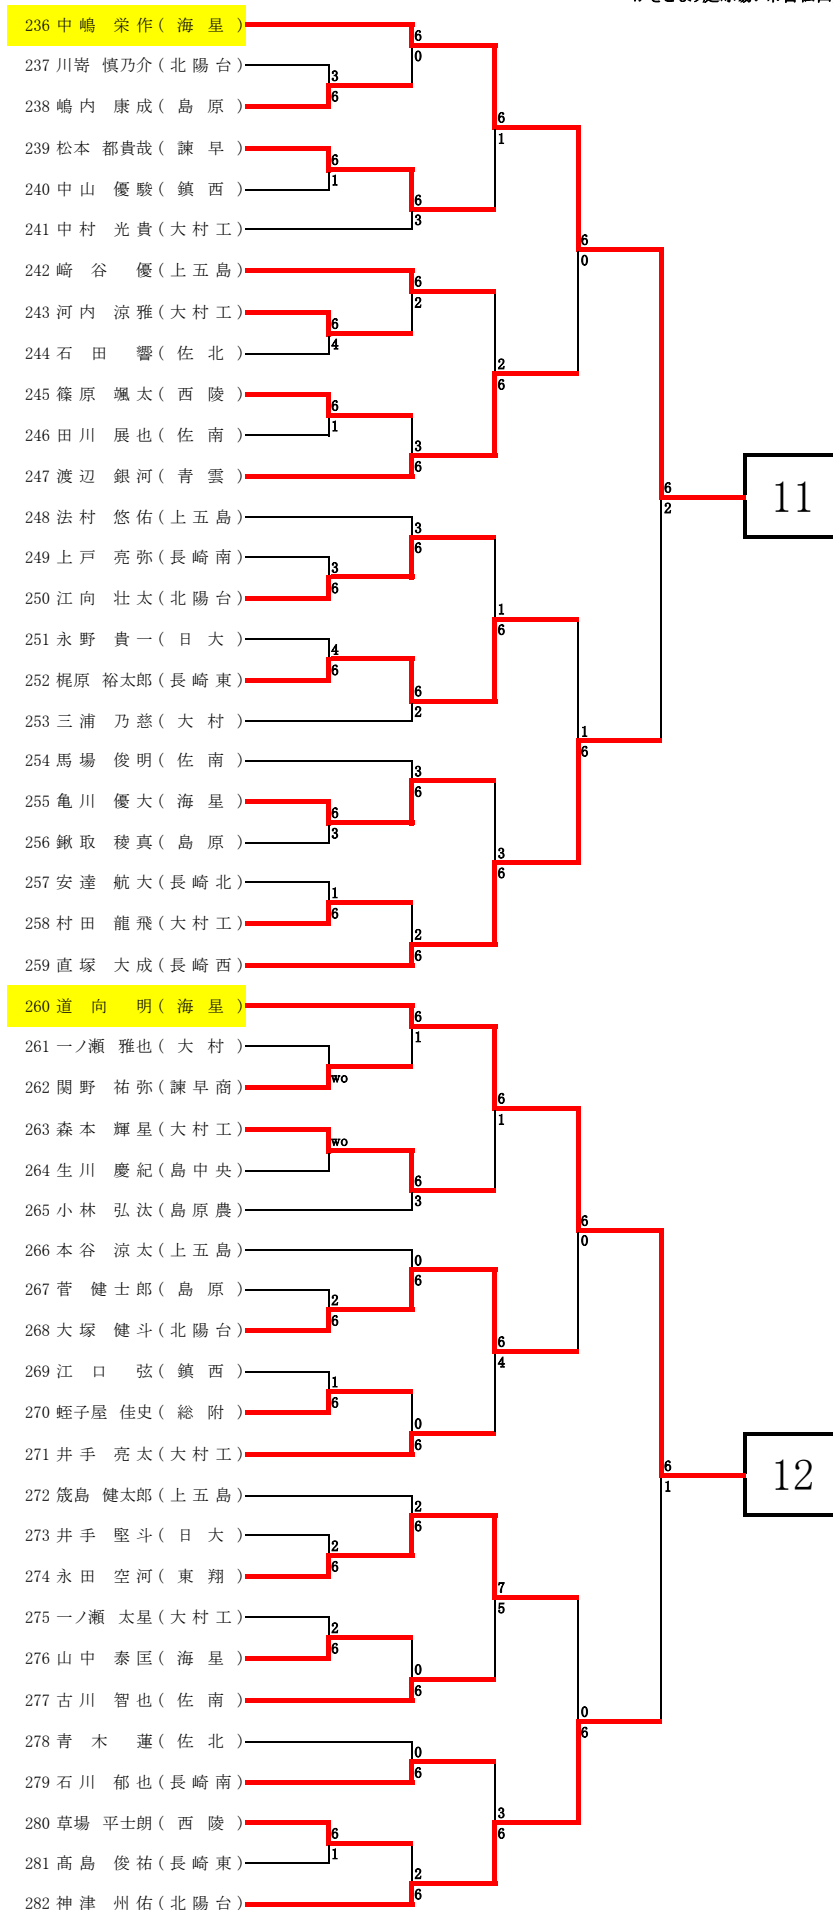 236 中嶋 栄作 ( 海 星 )
6
0
237 川嵜 慎乃介 ( 北陽台 )
3
6
238 嶋内 康成 ( 島 原 )
6
1
239 松本 都貴哉 ( 諫 早 )
6
1
240 中山 優駿 ( 鎮 西 )
6
3
241 中村 光貴 ( 大村工 )
6
0
242 﨑谷 優 ( 上五島 )
6
2
243 河内 涼雅 ( 大村工 )
6
4
244 石田 響 ( 佐 北 )
2
6
245 篠原 颯太 ( 西 陵 )
6
1
246 田川 展也 ( 佐 南 )
3
6
247 渡辺 銀河 ( 青 雲 )
6
2
11
248 法村 悠佑 ( 上五島 )
3
6
249 上戸 亮弥 ( 長崎南 )
3
6
250 江向 壮太 ( 北陽台 )
1
6
251 永野 貴一 ( 日 大 )
4
6
252 梶原 裕太郎 ( 長崎東 )
6
2
253 三浦 乃慈 ( 大 村 )
1
6
254 馬場 俊明 ( 佐 南 )
3
6
255 亀川 優大 ( 海 星 )
6
3
256 鍬取 稜真 ( 島 原 )
3
6
257 安達 航大 ( 長崎北 )
1
6
258 村田 龍飛 ( 大村工 )
2
6
259 直塚 大成 ( 長崎西 )
260 道向 明 ( 海 星 )
6
1
261 一ノ瀬 雅也 ( 大 村 )
wo
262 関野 祐弥 ( 諫早商 )
6
1
263 森本 輝星 ( 大村工 )
wo
264 生川 慶紀 ( 島中央 )
6
3
265 小林 弘汰 ( 島原農 )
6
0
266 本谷 涼太 ( 上五島 )
0
6
267 菅 健士郎 ( 島 原 )
2
6
268 大塚 健斗 ( 北陽台 )
6
4
269 江口 弦 ( 鎮 西 )
1
6
270 蛭子屋 佳史 ( 総 附 )
0
6
271 井手 亮太 ( 大村工 )
6
1
12
272 筬島 健太郎 ( 上五島 )
2
6
273 井手 堅斗 ( 日 大 )
2
6
274 永田 空河 ( 東 翔 )
7
5
275 一ノ瀬 太星 ( 大村工 )
2
6
276 山中 泰匡 ( 海 星 )
0
6
277 古川 智也 ( 佐 南 )
0
6
278 青木 蓮 ( 佐 北 )
0
6
279 石川 郁也 ( 長崎南 )
3
6
280 草場 平士朗 ( 西 陵 )
6
1
281 髙島 俊祐 ( 長崎東 )
2
6
282 神津 州佑 ( 北陽台 )